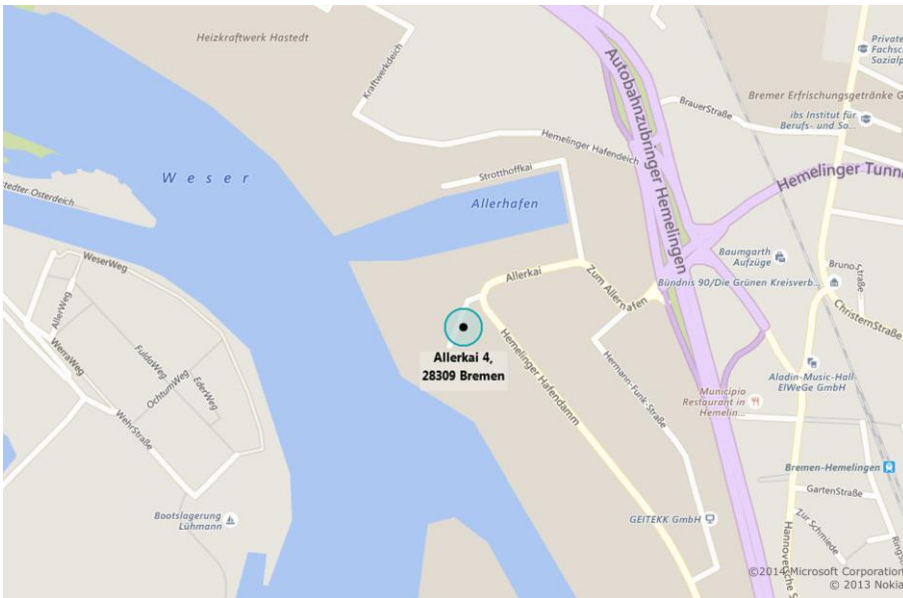 Heizkraftwerk Hastedt
Kraftwerkdeich
Autobahnzubringer Hemelingen
Private
Fachsc
Sozialp
Bremer Erfrischungsgetränke G
BrauerStraße
ibs Institut für
Berufs- und So...
Hemelinger Hafendeich
Strotthoffkai
Hemelinger Tunn
W e s e r
stedter Osterdeich
Allerhafen
WeserWeg
Allerkai
Zum Allernafen
Baumgarth
Aufzüge
Bündnis 90/Die Grünen Kreisverb...
Bruno-Straße
ChristernStraße
AllerWeg
WerraWeg
FuldaWeg
OchtumWeg
EderWeg
WehrStraße
Allerkai 4,
28309 Bremen
Hemelinger Hafendamm
Hermann-Funk-Straße
Aladin-Music-Hall
ElWeGe GmbH
Municipio
Restaurant in
Hemelin...
Bremen-Hemelingen
GartenStraße
Bootslagerung
Lühmann
GEITEKK GmbH
Zur Schmiede
RingSt
Hannoversche S
©2014 Microsoft Corporation
© 2013 Nokia